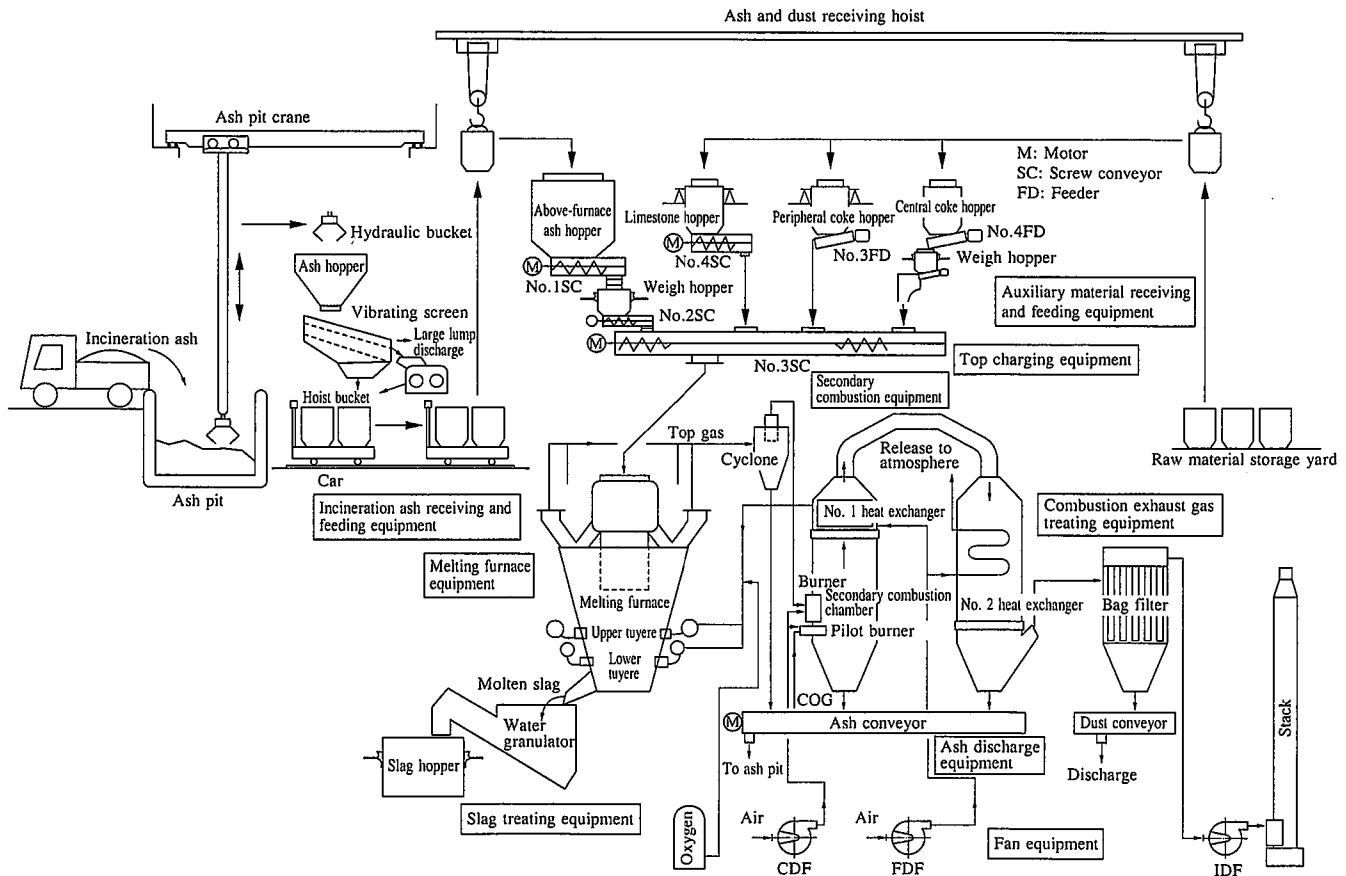 Ash and dust receiving hoist
Ash pit crane
M: Motor
SC: Screw conveyor
FD: Feeder
Above-furnace
ash hopper
Limestone hopper
Peripheral coke hopper
Central coke hopper
Hydraulic bucket
Ash hopper
M
No.4SC
No.3FD
No.4FD
Weigh hopper
M
No.1SC
Weigh hopper
No.2SC
Auxiliary material receiving
and feeding equipment
Vibrating screen
Large lump
discharge
Incineration ash
M
No.3SC
Top charging equipment
Hoist bucket
Secondary
combustion equipment
Top gas
Cyclone
Release to
atmosphere
Raw material storage yard
Car
Ash pit
Incineration ash receiving and
feeding equipment
No. 1 heat exchanger
Combustion exhaust gas
treating equipment
Melting furnace
equipment
Melting furnace
Burner
Secondary combustion
chamber
No. 2 heat exchanger
Bag filter
Upper tuyere
Pilot burner
Lower
tuyere
Molten slag
COG
Water
granulator
M
Ash conveyor
Dust conveyor
Stack
Slag hopper
To ash pit
Ash discharge
equipment
Discharge
Slag treating equipment
Oxygen
Air
CDF
Air
FDF
Fan equipment
IDF